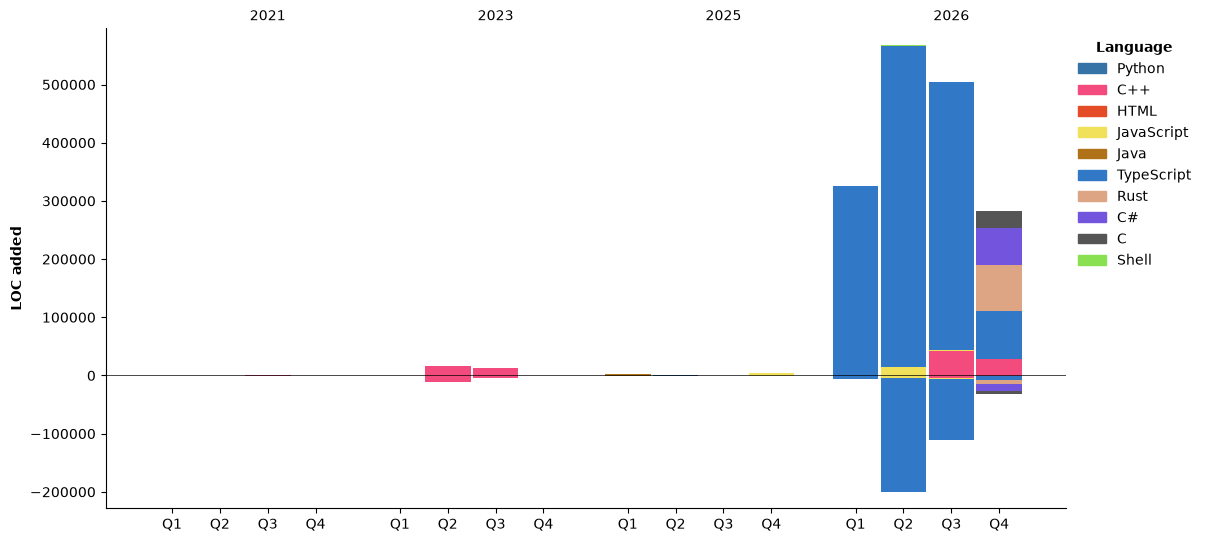 2021 2023 2025 2026
Language
Python
C++
HTML
JavaScript
Java
TypeScript
Rust
C#
C
Shell
LOC added
500000
400000
300000
200000
100000
0
−100000
−200000
Q1 Q2 Q3 Q4 Q1 Q2 Q3 Q4 Q1 Q2 Q3 Q4 Q1 Q2 Q3 Q4